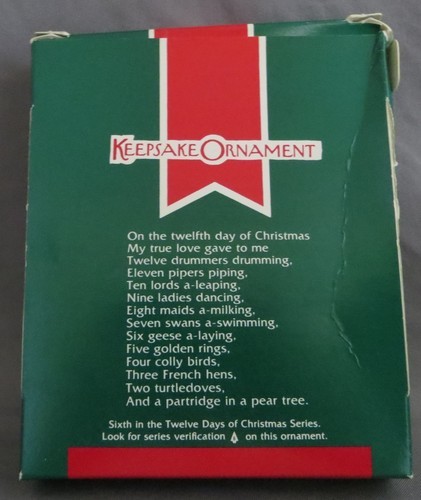 KEEPSAKE ORNAMENT
On the twelfth day of Christmas
My true love gave to me
Twelve drummers drumming,
Eleven pipers piping,
Ten lords a-leaping,
Nine ladies dancing,
Eight maids a-milking,
Seven swans a-swimming,
Six geese a-laying,
Five golden rings,
Four colly birds,
Three French hens,
Two turtledoves,
And a partridge in a pear tree.
Sixth in the Twelve Days of Christmas Series.
Look for series verification on this ornament.